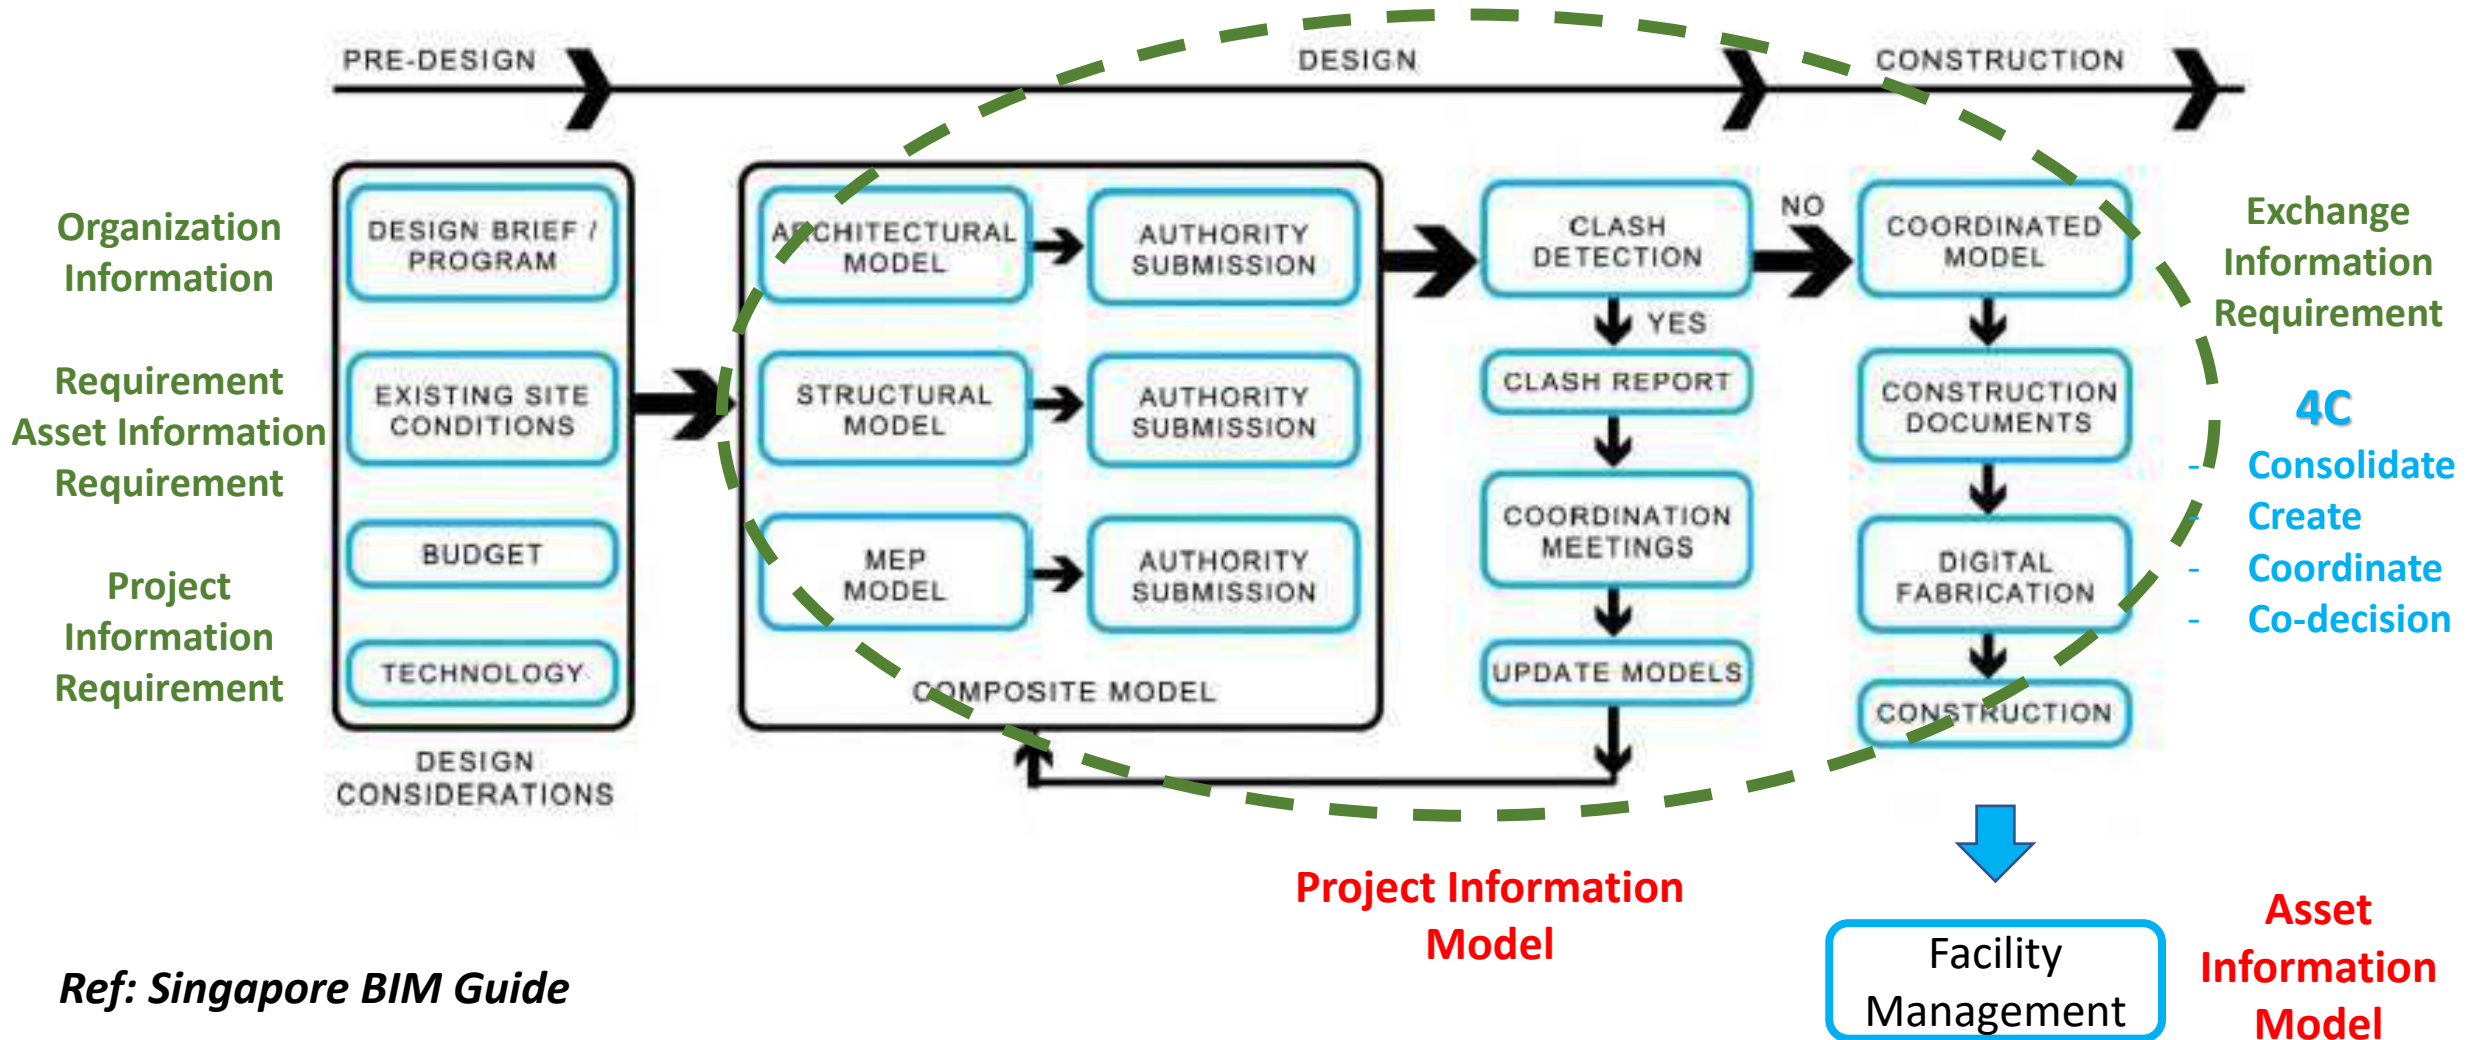 PRE-DESIGN
DESIGN
CONSTRUCTION
Organization
Information
Requirement
Asset Information
Requirement
Project
Information
Requirement
DESIGN BRIEF /
PROGRAM
EXISTING SITE
CONDITIONS
BUDGET
TECHNOLOGY
DESIGN
CONSIDERATIONS
ARCHITECTURAL
MODEL
AUTHORITY
SUBMISSION
STRUCTURAL
MODEL
AUTHORITY
SUBMISSION
MEP
MODEL
AUTHORITY
SUBMISSION
COMPOSITE MODEL
CLASH
DETECTION
NO
YES
CLASH REPORT
COORDINATION
MEETINGS
UPDATE MODELS
COORDINATED
MODEL
CONSTRUCTION
DOCUMENTS
DIGITAL
FABRICATION
CONSTRUCTION
Exchange
Information
Requirement
4C
- Consolidate
- Create
- Coordinate
- Co-decision
Project Information
Model
Facility
Management
Asset
Information
Model
Ref: Singapore BIM Guide